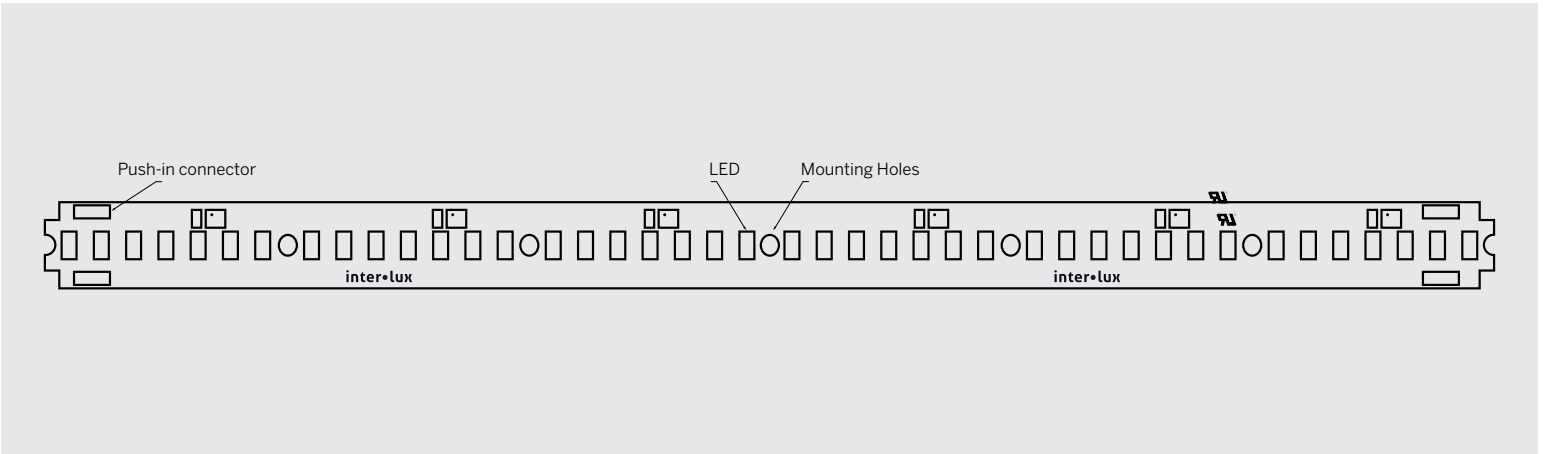 Push-in connector
LED
Mounting Holes
inter•lux
inter•lux